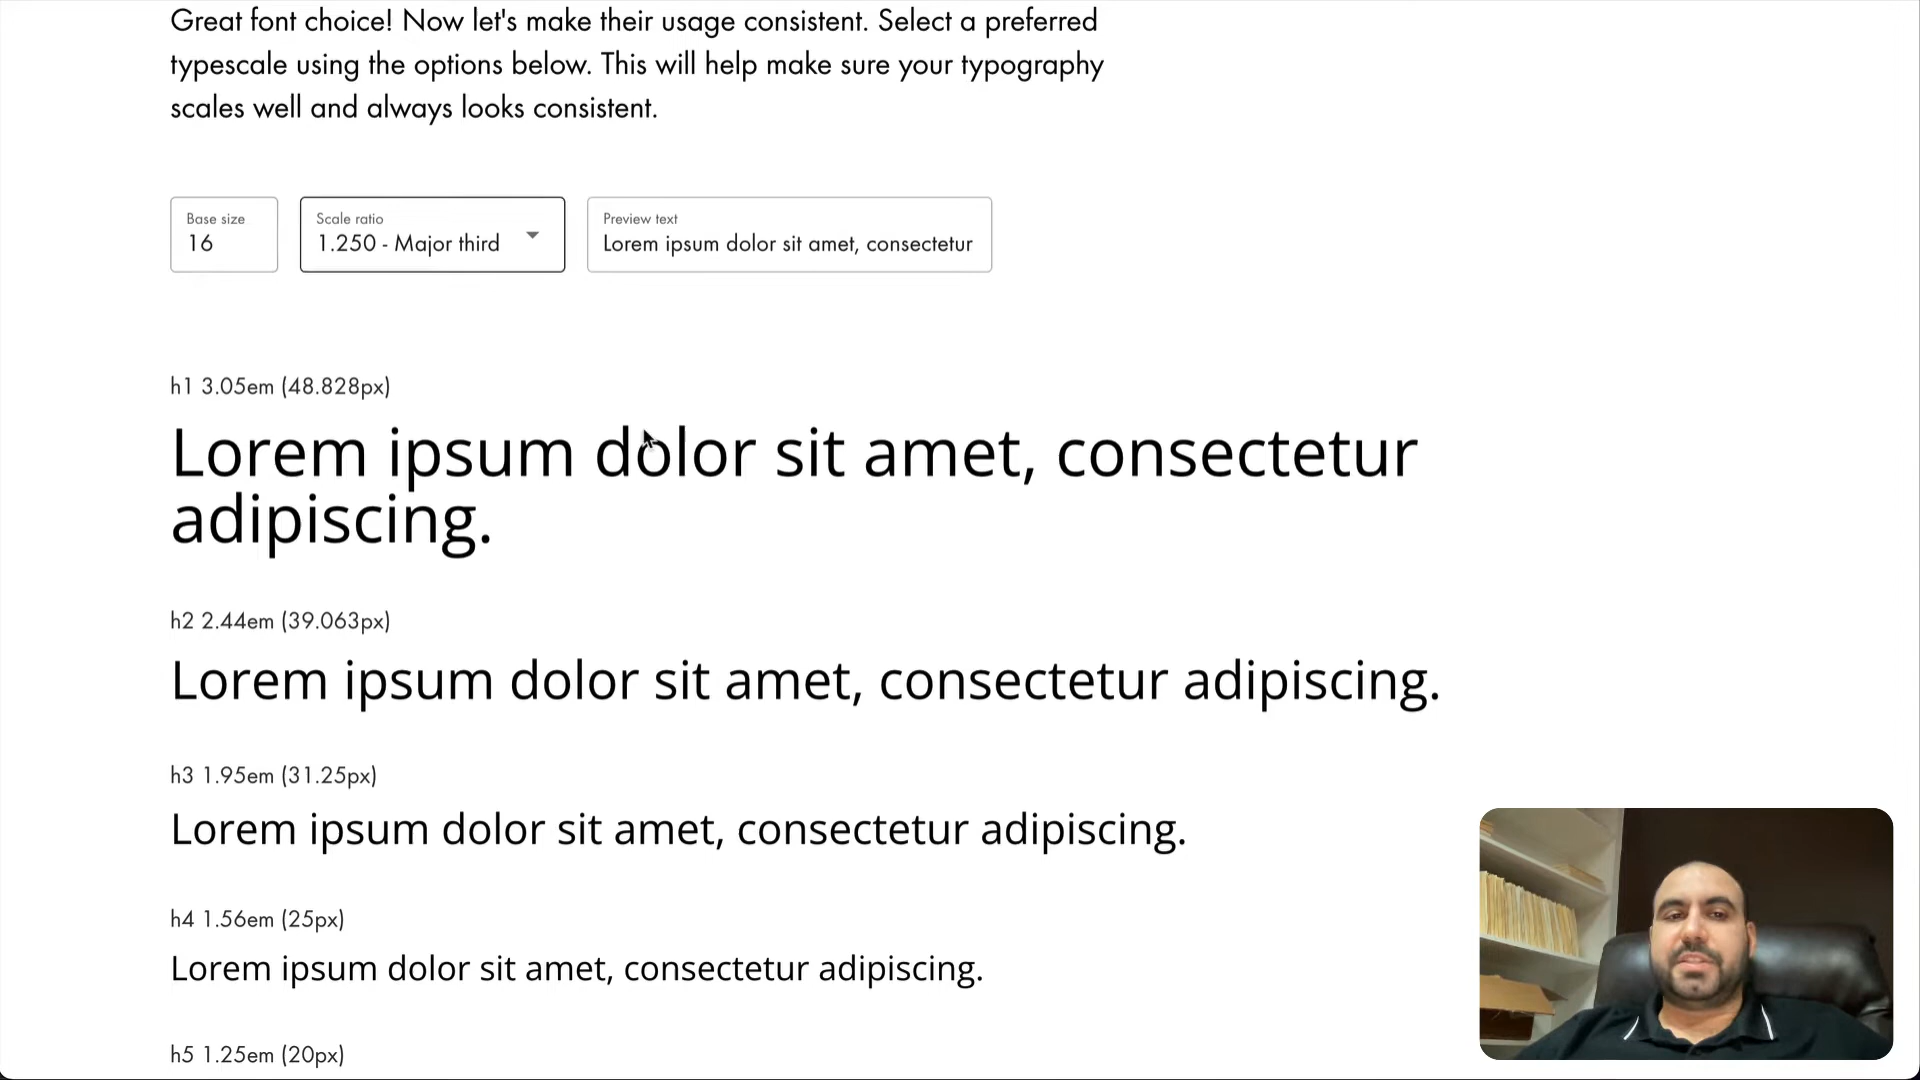 Great font choice! Now let's make their usage consistent. Select a preferred
typescale using the options below. This will help make sure your typography
scales well and always looks consistent.
Base size
16
Scale ratio
1.250 - Major third
Preview text
Lorem ipsum dolor sit amet, consectetur
h1 3.05em (48.828px)
Lorem ipsum dolor sit amet, consectetur
adipiscing.
h2 2.44em (39.063px)
Lorem ipsum dolor sit amet, consectetur adipiscing.
h3 1.95em (31.25px)
Lorem ipsum dolor sit amet, consectetur adipiscing.
h4 1.56em (25px)
Lorem ipsum dolor sit amet, consectetur adipiscing.
h5 1.25em (20px)